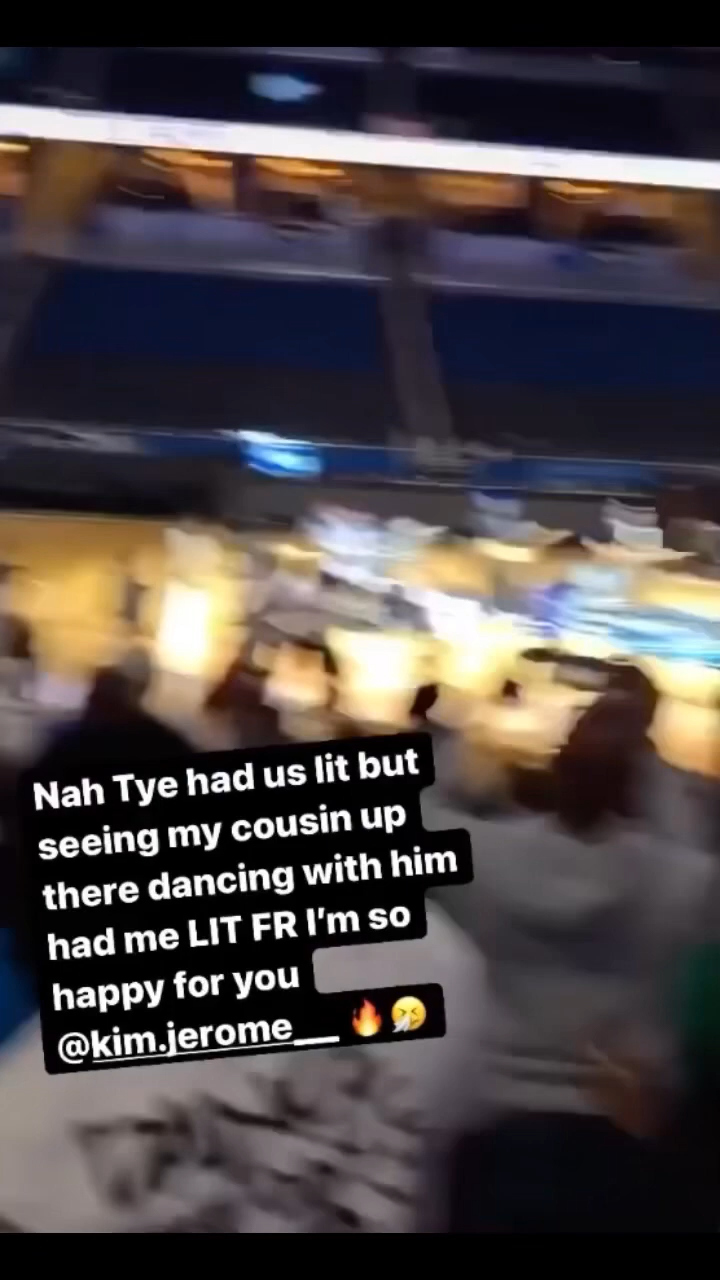 Nah Tye had us lit but
seeing my cousin up
there dancing with him
had me LIT FR I'm so
happy for you
@kim.jerome__ 🔥🤧